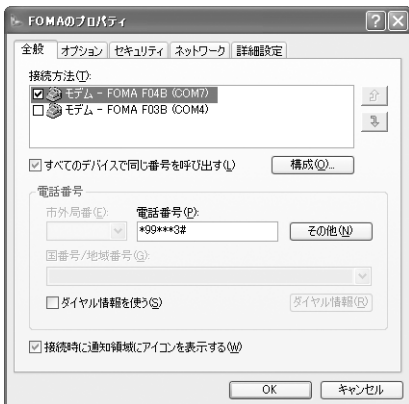 FOMAのプロパティ
全般 オプション セキュリティ ネットワーク 詳細設定
接続方法(T):
モデム - FOMA F04B (COM7)
モデム - FOMA F03B (COM4)
すべてのデバイスで同じ番号を呼び出す(L) 構成(O)...
電話番号
市外局番(E): 電話番号(P):
*99***3# その他(N)
国番号/地域番号(G):
ダイヤル情報を使う(S) ダイヤル情報(R)
接続時に通知領域にアイコンを表示する(W)
OK キャンセル